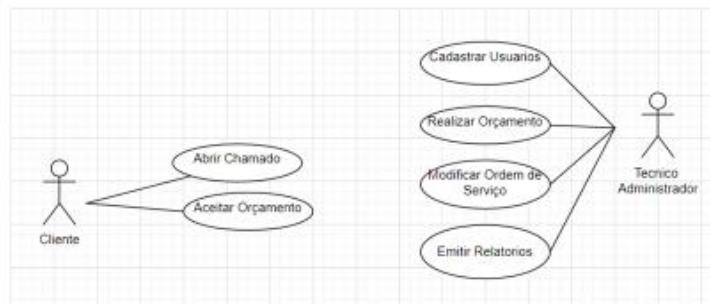 Cadastrar Usuarios
Realizar Orçamento
Abrir Chamado
Modificar Ordem de
Serviço
Tecnico
Administrador
Aceitar Orçamento
Cliente
Emitir Relatorios